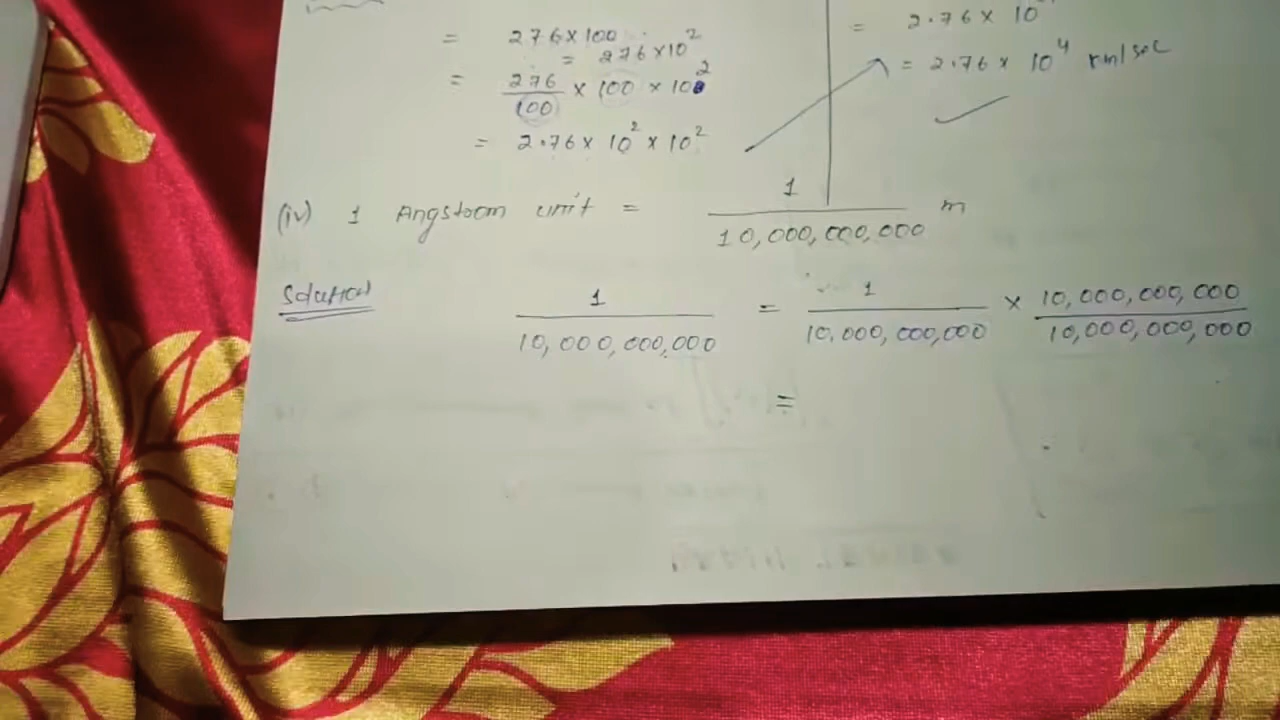 = 276 × 100
= 276 × 10²
= 276/100 × 100 × 10²
= 2.76 × 10² × 10²
= 2.76 × 10
= 2.76 × 10⁴ km/sec
(iv) 1 Angstrom unit = 1/10,000,000,000 m
Solution 1/10,000,000,000 = 1/10,000,000,000 × 10,000,000,000/10,000,000,000
=